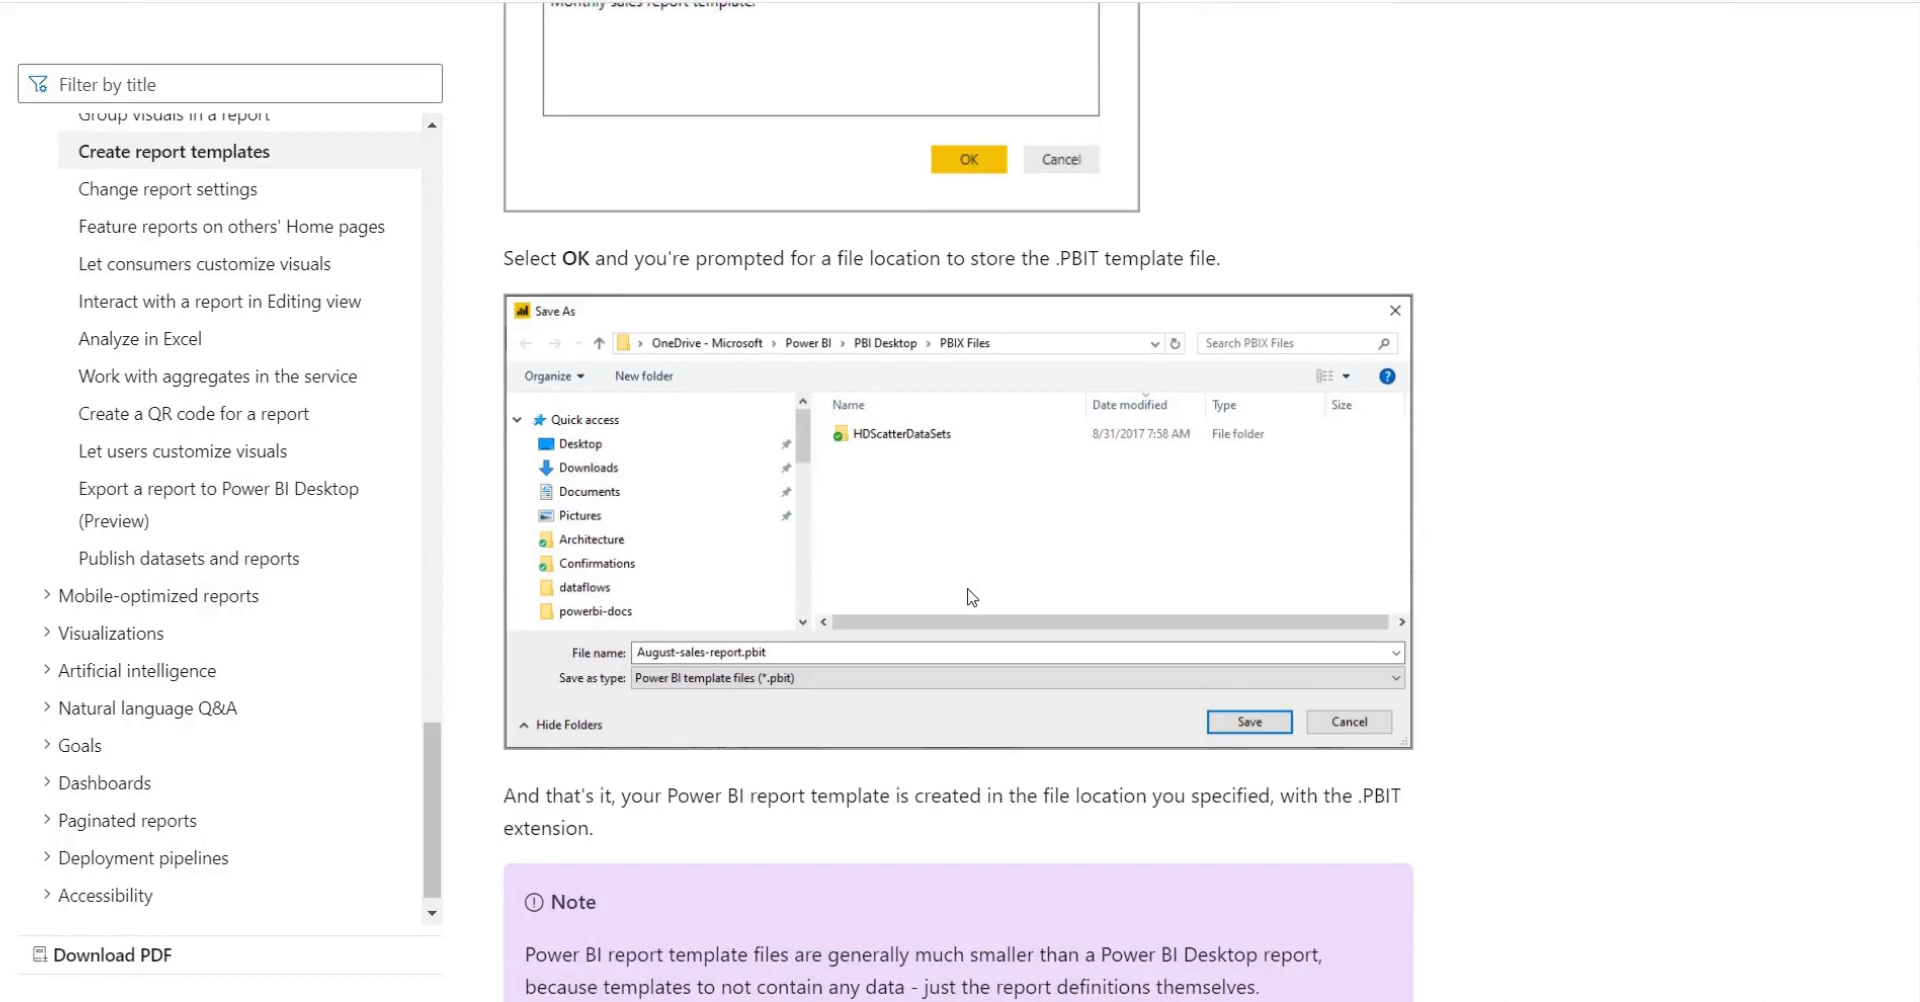 Monthly sales report template.
OK
Cancel
Filter by title
Group visuals in a report
Create report templates
Change report settings
Feature reports on others' Home pages
Let consumers customize visuals
Interact with a report in Editing view
Analyze in Excel
Work with aggregates in the service
Create a QR code for a report
Let users customize visuals
Export a report to Power BI Desktop
(Preview)
Publish datasets and reports
Mobile-optimized reports
Visualizations
Artificial intelligence
Natural language Q&A
Goals
Dashboards
Paginated reports
Deployment pipelines
Accessibility
Download PDF
Select OK and you're prompted for a file location to store the .PBIT template file.
Save As
OneDrive - Microsoft > Power BI > PBI Desktop > PBIX Files
Search PBIX Files
Organize
New folder
Quick access
Desktop
Downloads
Documents
Pictures
Architecture
Confirmations
dataflows
powerbi-docs
Name Date modified Type Size
HDScatterDataSets 8/31/2017 7:58 AM File folder
File name: August-sales-report.pbit
Save as type: Power BI template files (*.pbit)
Hide Folders
Save
Cancel
And that's it, your Power BI report template is created in the file location you specified, with the .PBIT
extension.
Note
Power BI report template files are generally much smaller than a Power BI Desktop report,
because templates to not contain any data - just the report definitions themselves.